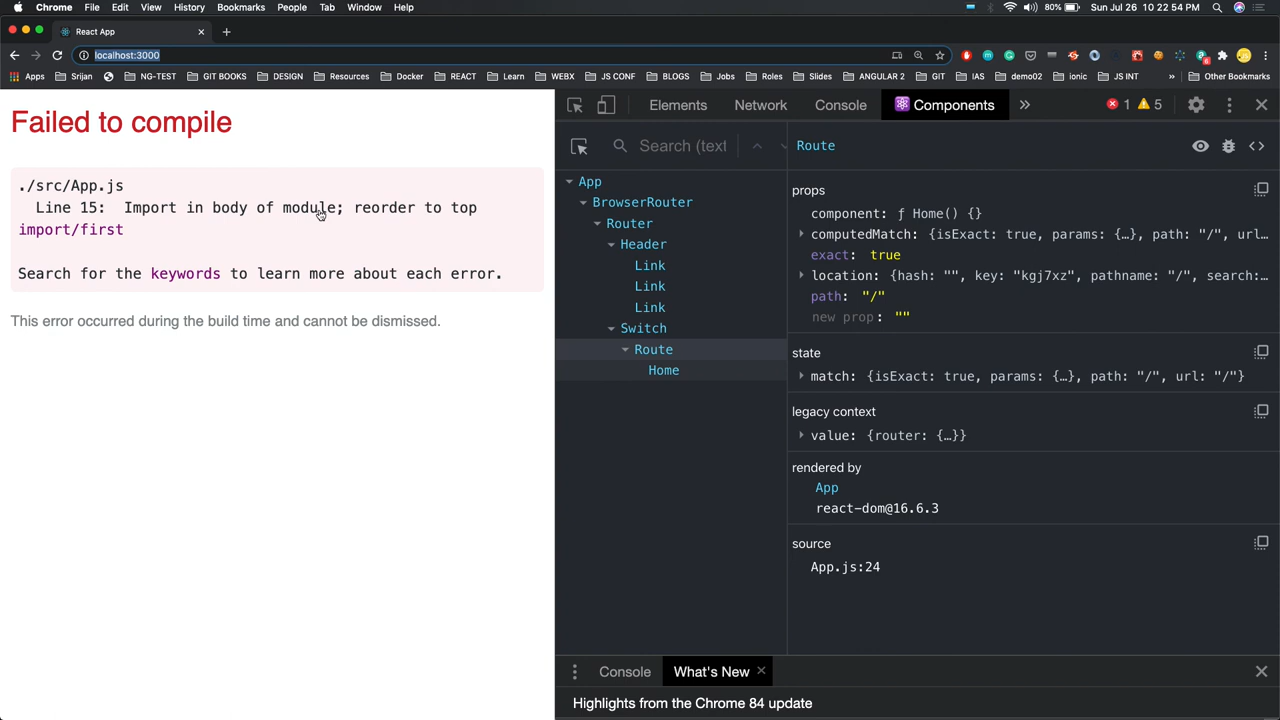 Chrome File Edit View History Bookmarks People Tab Window Help 80% Sun Jul 26 10:22:54 PM
React App
localhost:3000
Apps Srijan NG-TEST GIT BOOKS DESIGN Resources Docker REACT Learn WEBX JS CONF BLOGS Jobs Roles Slides ANGULAR 2 GIT IAS demo02 ionic JS INT » Other Bookmarks
Failed to compile
./src/App.js
Line 15: Import in body of module; reorder to top
import/first
Search for the keywords to learn more about each error.
This error occurred during the build time and cannot be dismissed.
Elements Network Console Components » 1 5
Search (text
App
BrowserRouter
Router
Header
Link
Link
Link
Switch
Route
Home
Route
props
component: ƒ Home() {}
computedMatch: {isExact: true, params: {…}, path: "/", url…
exact: true
location: {hash: "", key: "kgj7xz", pathname: "/", search:…
path: "/"
new prop: ""
state
match: {isExact: true, params: {…}, path: "/", url: "/"}
legacy context
value: {router: {…}}
rendered by
App
react-dom@16.6.3
source
App.js:24
Console What's New
Highlights from the Chrome 84 update